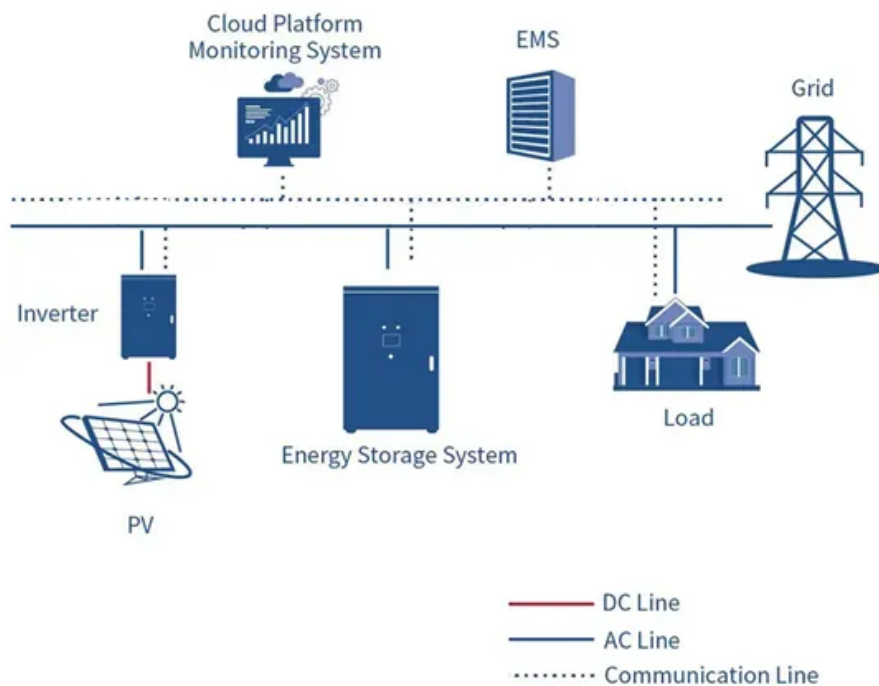 Cloud Platform
Monitoring System
EMS
Grid
Inverter
Energy Storage System
Load
PV
DC Line
AC Line
Communication Line